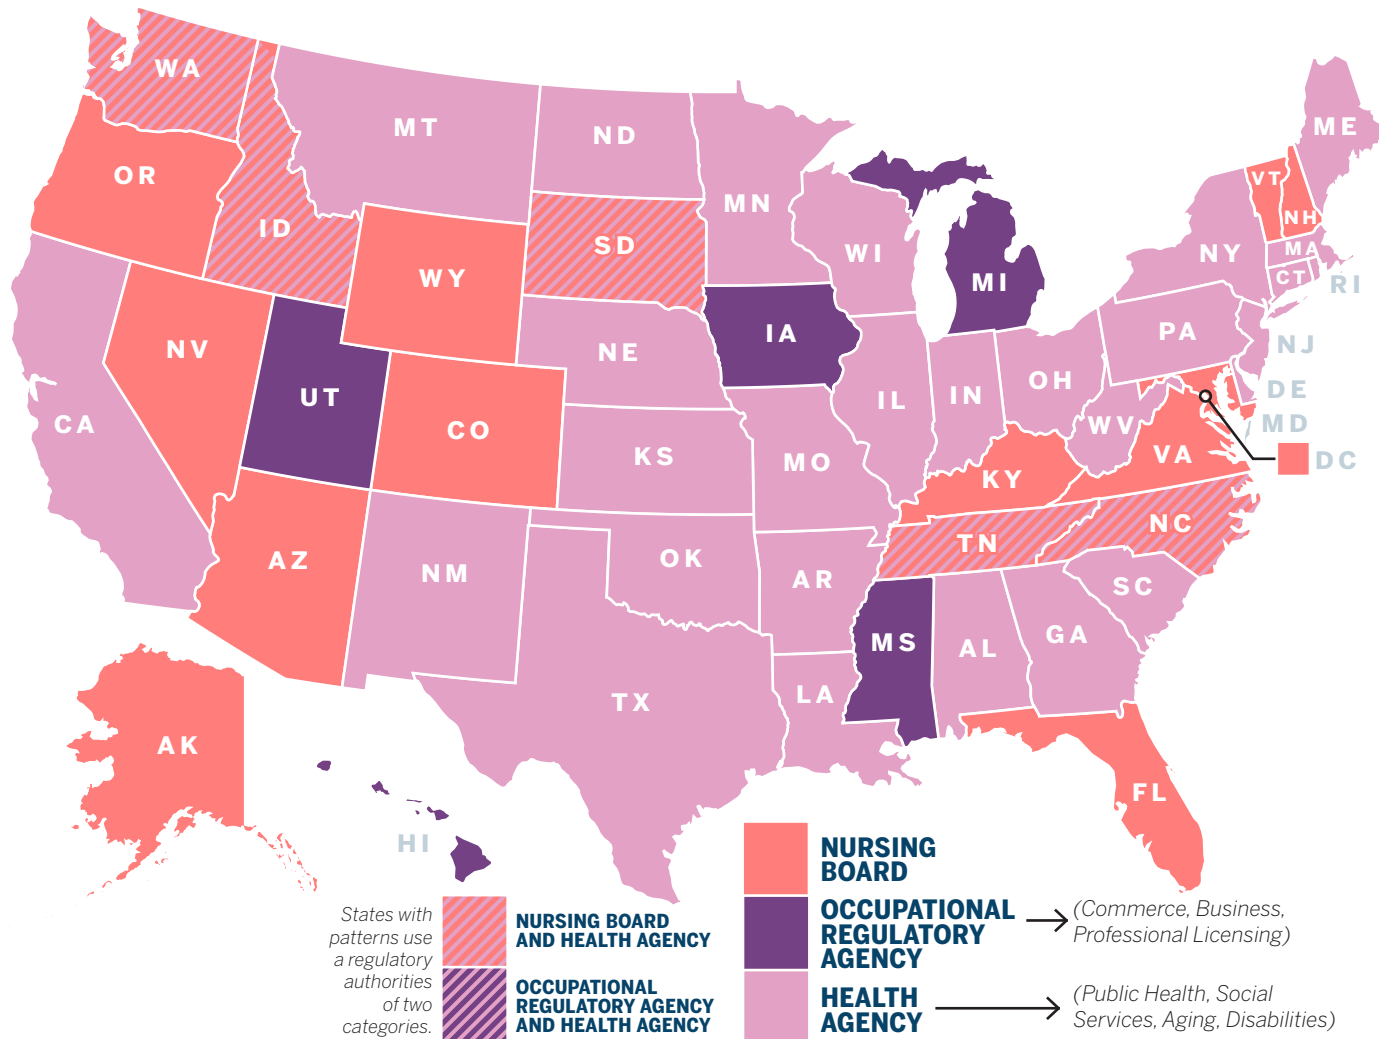 WA
MT
ND
MN
ME
OR
ID
SD
WI
VT
NH
NY
MA
CT
RI
WY
MI
NV
IA
PA
NJ
NE
UT
CO
IL
IN
OH
DE
CA
KS
MO
WV
MD
VA
DC
KY
AZ
NM
OK
AR
TN
NC
SC
MS
AL
GA
TX
LA
AK
FL
HI
NURSING
BOARD
OCCUPATIONAL
REGULATORY
AGENCY
(Commerce, Business,
Professional Licensing)
HEALTH
AGENCY
(Public Health, Social
Services, Aging, Disabilities)
States with
patterns use
a regulatory
authorities
of two
categories.
NURSING BOARD
AND HEALTH AGENCY
OCCUPATIONAL
REGULATORY AGENCY
AND HEALTH AGENCY